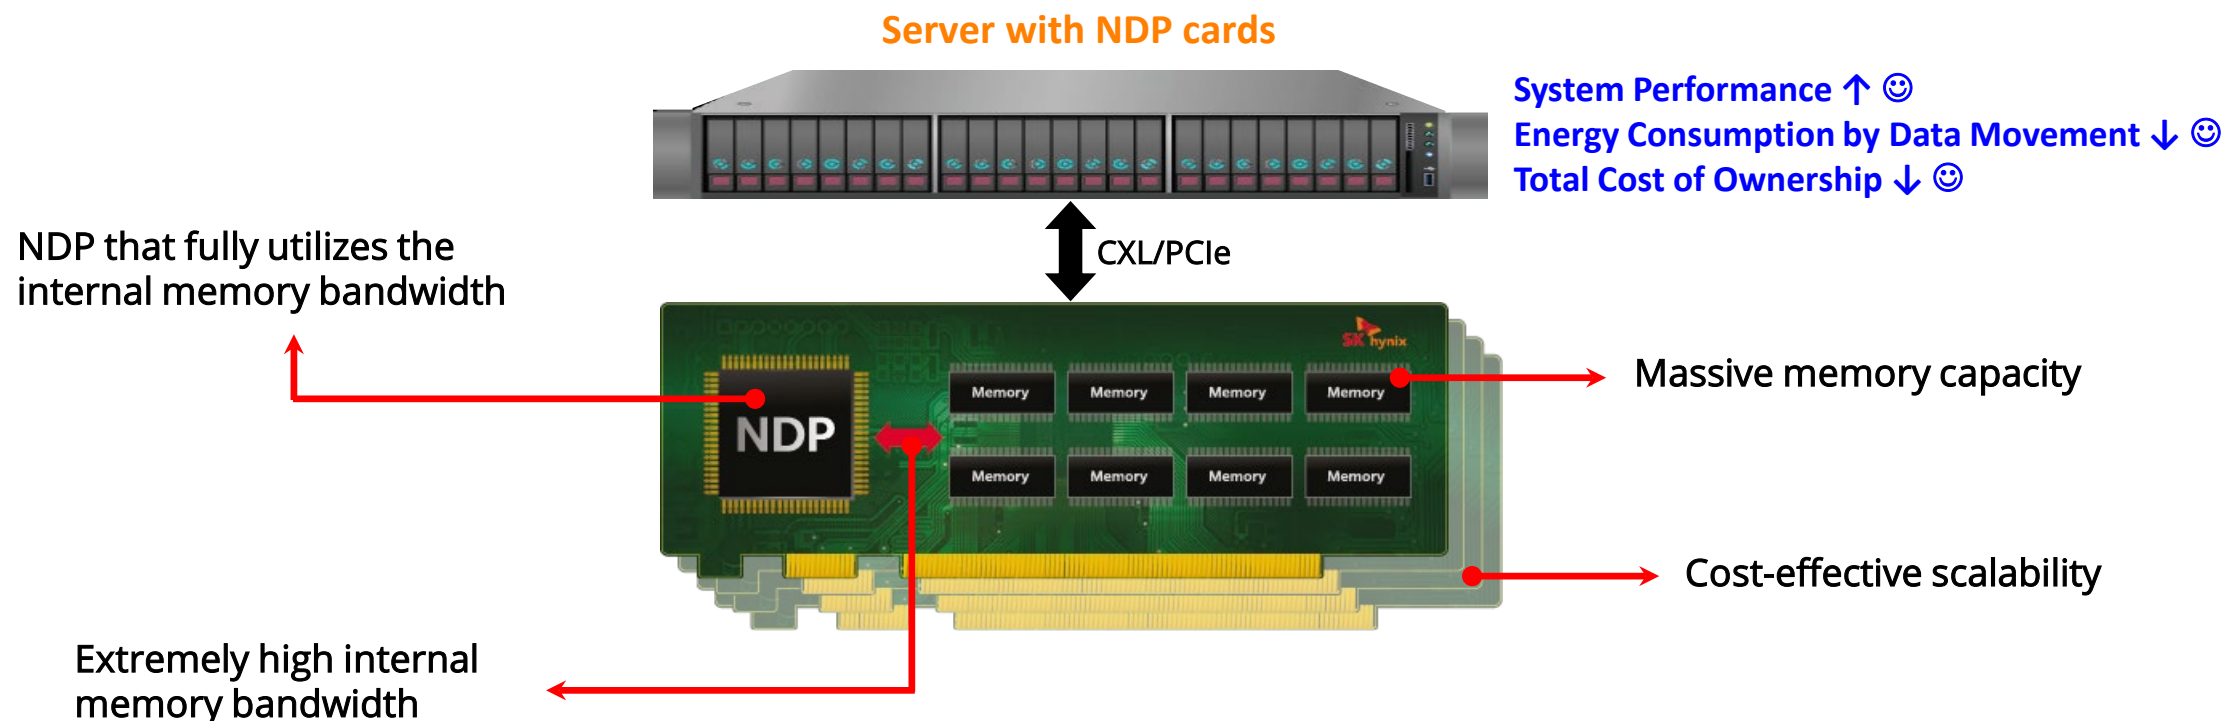 Server with NDP cards
System Performance ↑ ☺
Energy Consumption by Data Movement ↓ ☺
Total Cost of Ownership ↓ ☺
CXL/PCIe
NDP that fully utilizes the
internal memory bandwidth
SK hynix
NDP
Memory Memory Memory Memory
Memory Memory Memory Memory
Massive memory capacity
Cost-effective scalability
Extremely high internal
memory bandwidth